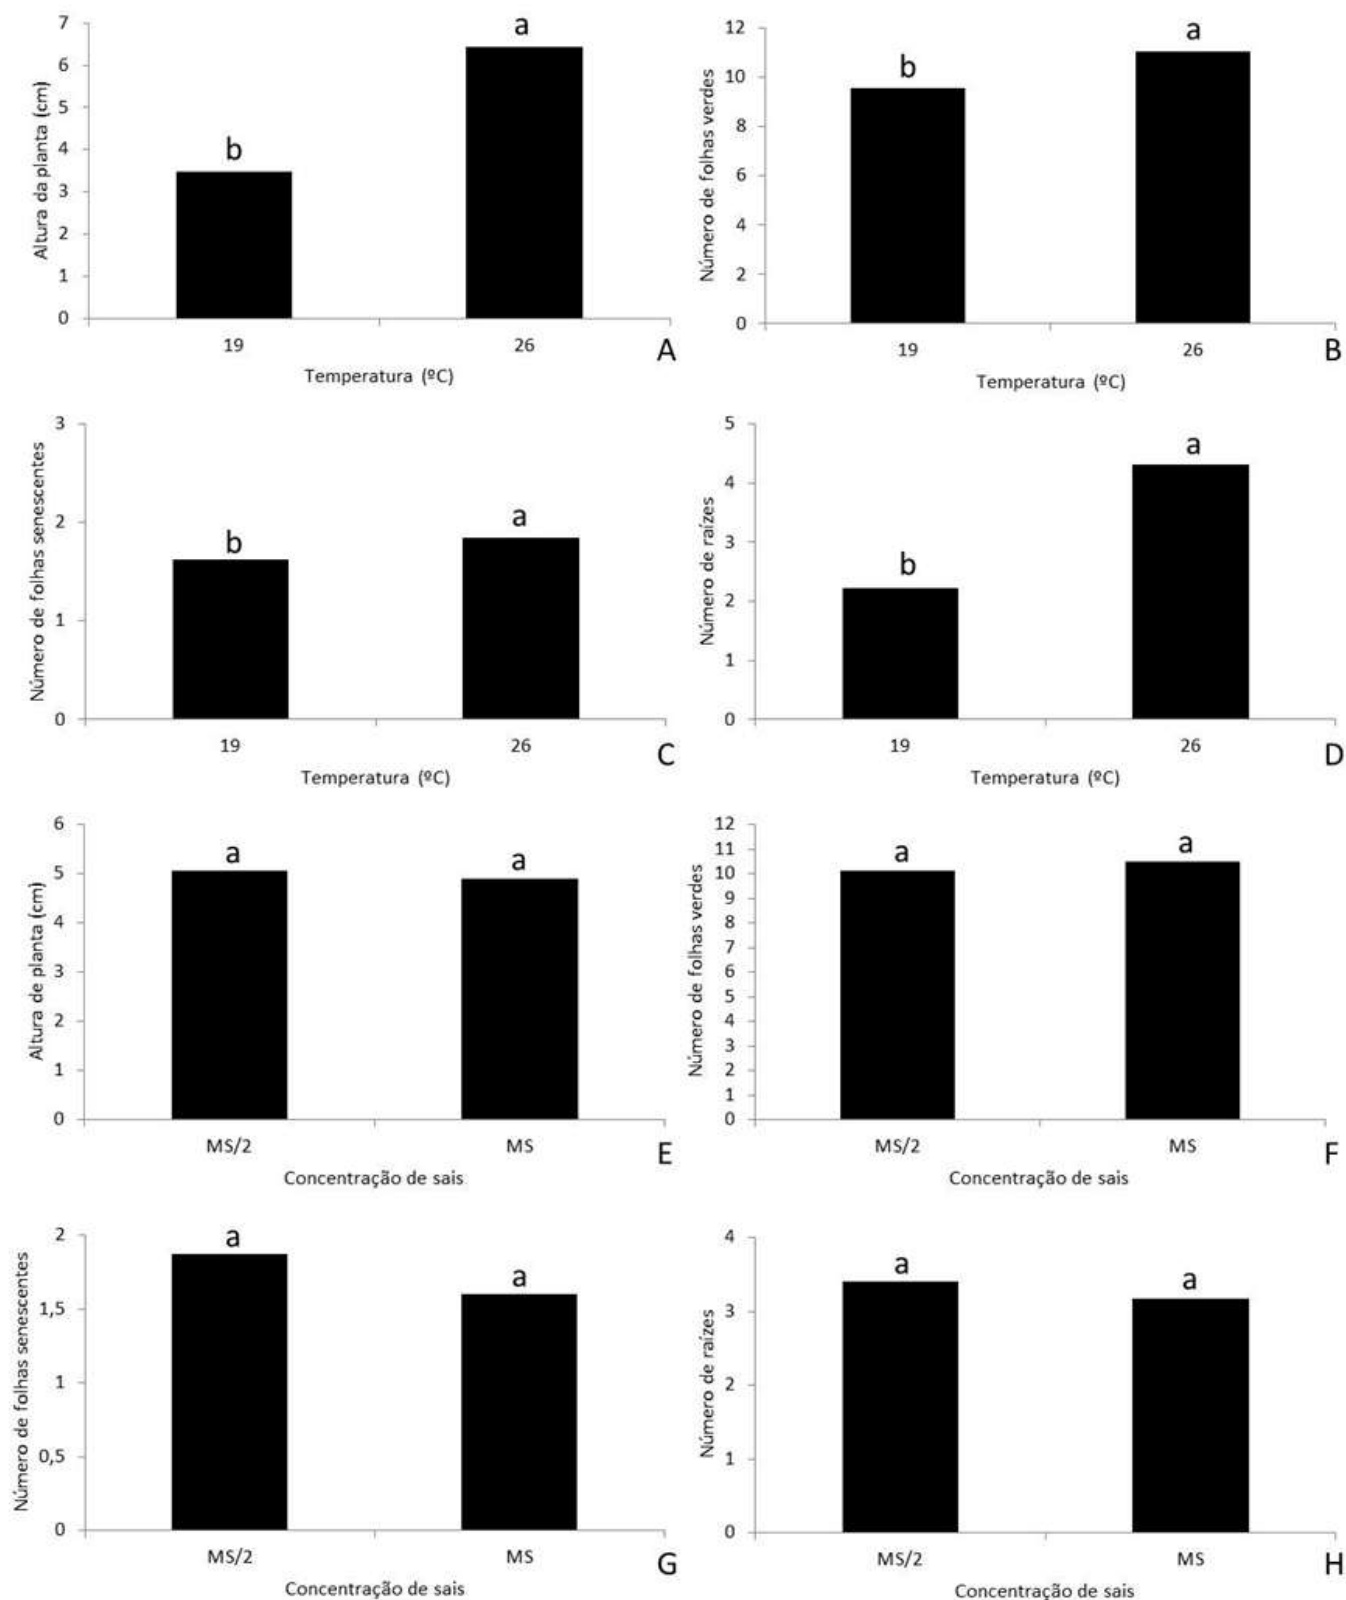 Altura da planta (cm)
7
6
5
4
3
2
1
0
b
a
19
26
Temperatura (ºC)
A
Número de folhas verdes
12
10
8
6
4
2
0
b
a
19
26
Temperatura (ºC)
B
Número de folhas senescentes
3
2
1
0
b
a
19
26
Temperatura (ºC)
C
Número de raízes
5
4
3
2
1
0
b
a
19
26
Temperatura (ºC)
D
Altura de planta (cm)
6
5
4
3
2
1
0
a
a
MS/2
MS
Concentração de sais
E
Número de folhas verdes
12
11
10
9
8
7
6
5
4
3
2
1
0
a
a
MS/2
MS
Concentração de sais
F
Número de folhas senescentes
2
1,5
1
0,5
0
a
a
MS/2
MS
Concentração de sais
G
Número de raízes
4
3
2
1
0
a
a
MS/2
MS
Concentração de sais
H